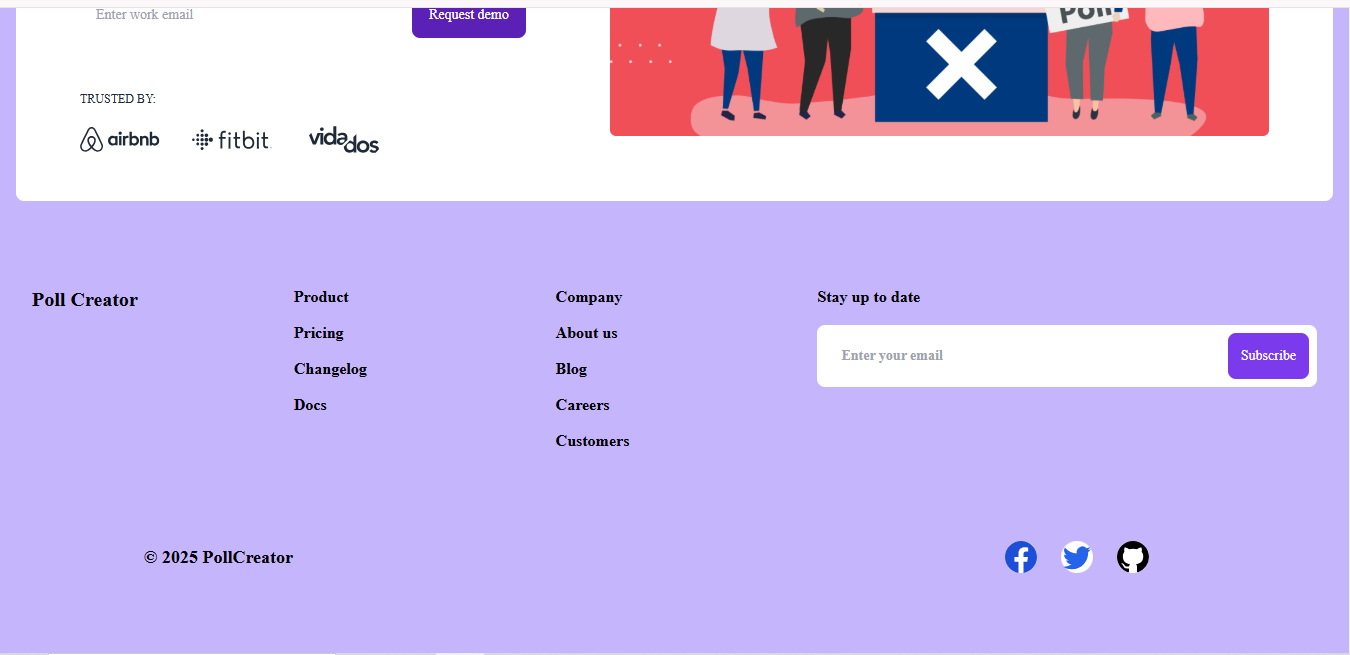 Enter work email
Request demo
Poll
TRUSTED BY:
airbnb
fitbit
vidados
Poll Creator
Product
Pricing
Changelog
Docs
Company
About us
Blog
Careers
Customers
Stay up to date
Enter your email
Subscribe
© 2025 PollCreator